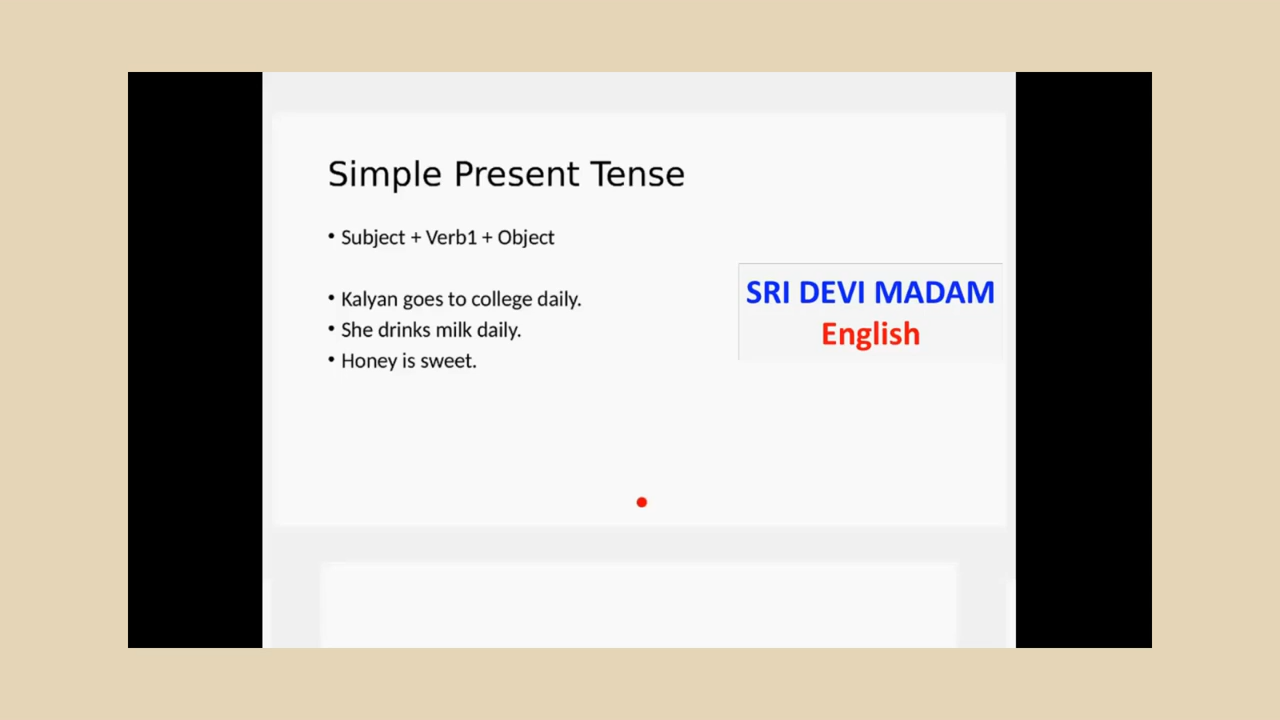 Simple Present Tense
• Subject + Verb1 + Object
• Kalyan goes to college daily.
• She drinks milk daily.
• Honey is sweet.
SRI DEVI MADAM
English